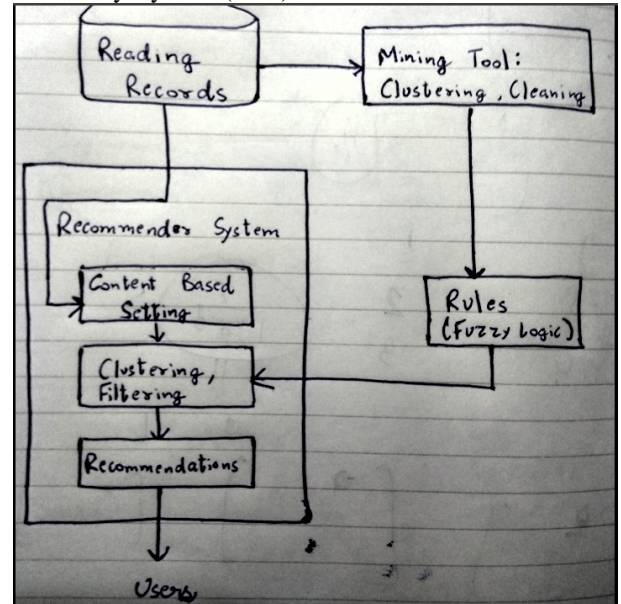 Reading
Records
Mining Tool:
Clustering, Cleaning
Recommender System
Content Based
Setting
Rules
(Fuzzy Logic)
Clustering,
Filtering
Recommendations
Users